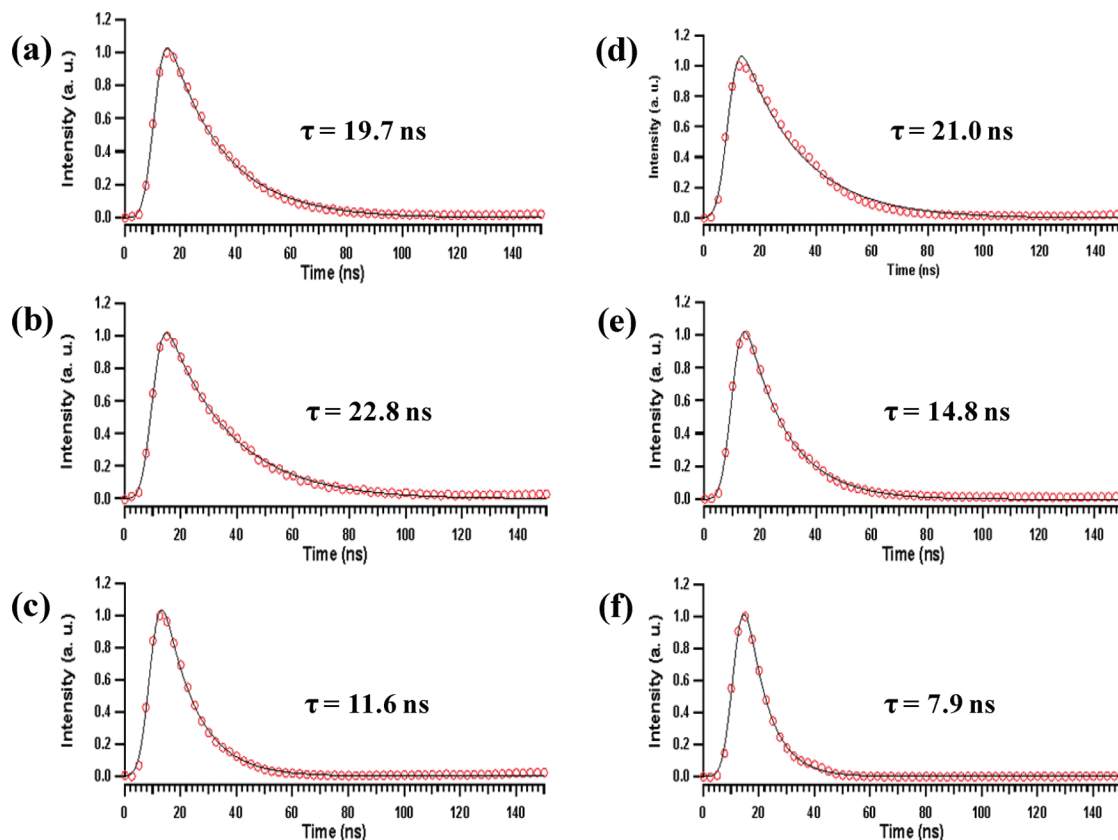 (a)
1.2
1.0
0.8
0.6
0.4
0.2
0.0
Intensity (a. u.)
τ = 19.7 ns
0 20 40 60 80 100 120 140
Time (ns)
(d)
1.2
1.0
0.8
0.6
0.4
0.2
0.0
Intensity (a. u.)
τ = 21.0 ns
0 20 40 60 80 100 120 140
Time (ns)
(b)
1.2
1.0
0.8
0.6
0.4
0.2
0.0
Intensity (a. u.)
τ = 22.8 ns
0 20 40 60 80 100 120 140
Time (ns)
(e)
1.2
1.0
0.8
0.6
0.4
0.2
0.0
Intensity (a. u.)
τ = 14.8 ns
0 20 40 60 80 100 120 140
Time (ns)
(c)
1.2
1.0
0.8
0.6
0.4
0.2
0.0
Intensity (a. u.)
τ = 11.6 ns
0 20 40 60 80 100 120 140
Time (ns)
(f)
1.2
1.0
0.8
0.6
0.4
0.2
0.0
Intensity (a. u.)
τ = 7.9 ns
0 20 40 60 80 100 120 140
Time (ns)